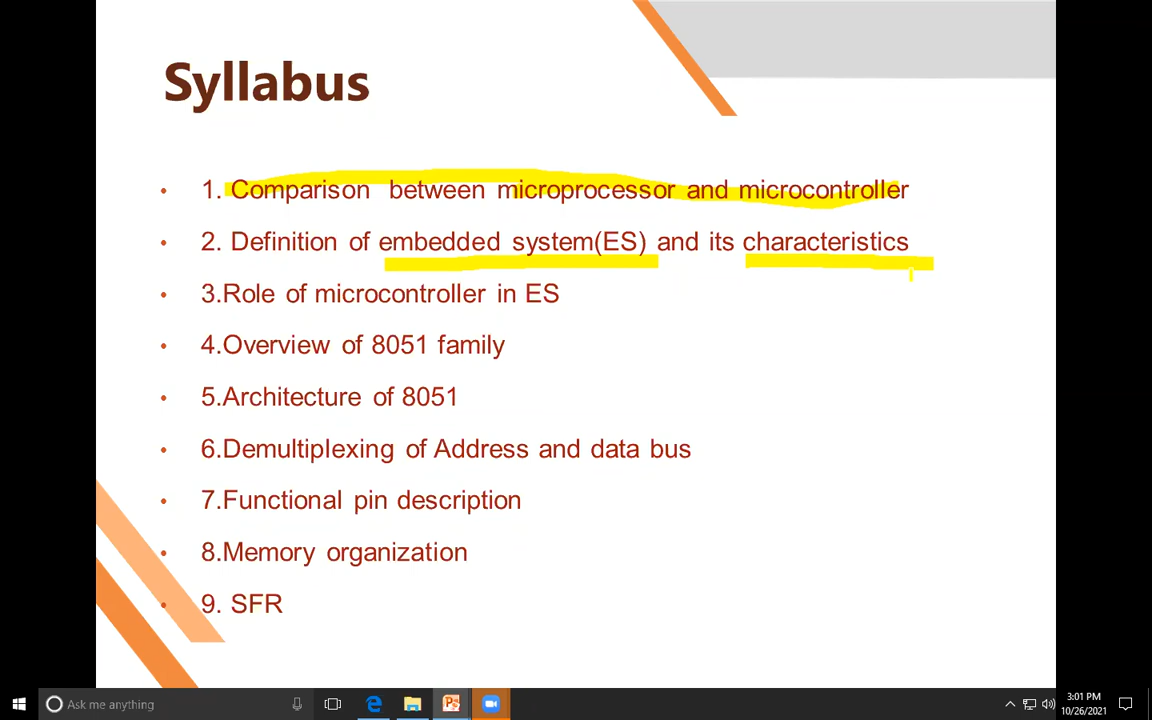 Syllabus
• 1. Comparison between microprocessor and microcontroller
• 2. Definition of embedded system(ES) and its characteristics
• 3.Role of microcontroller in ES
• 4.Overview of 8051 family
• 5.Architecture of 8051
• 6.Demultiplexing of Address and data bus
• 7.Functional pin description
• 8.Memory organization
• 9. SFR
Ask me anything
3:01 PM
10/26/2021